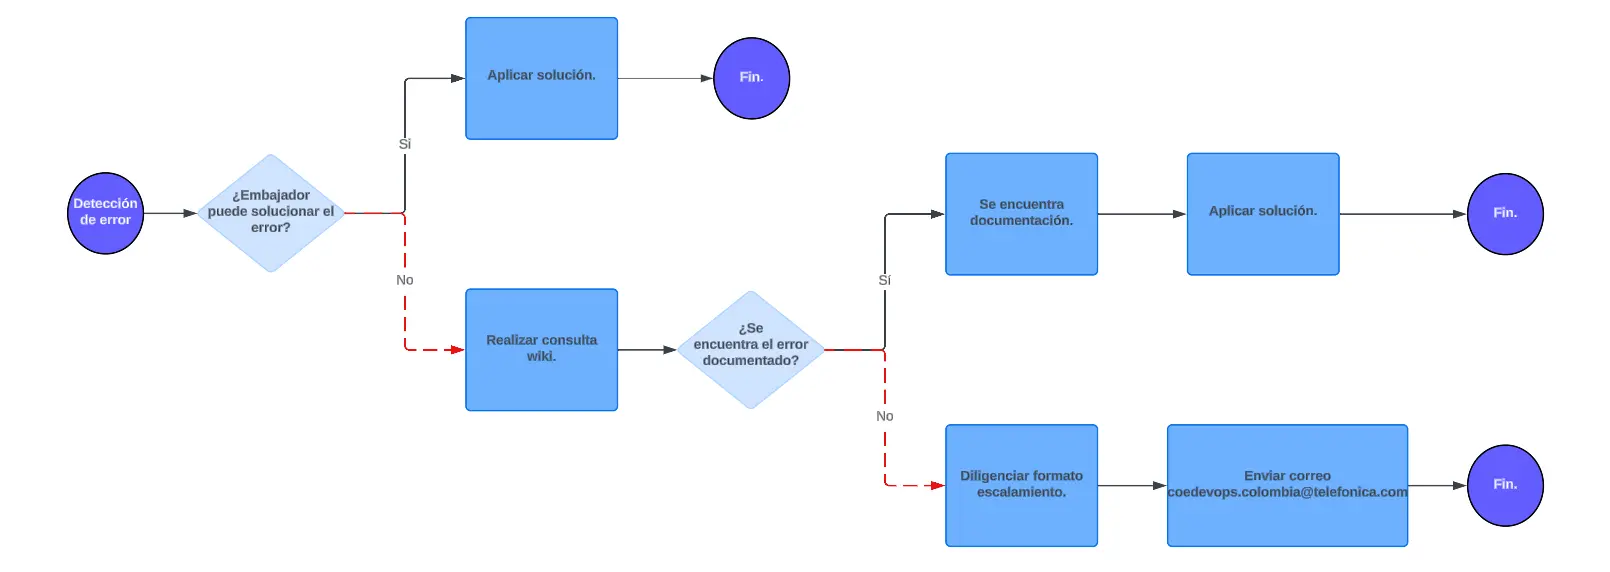 Aplicar solución.
Fin.
Si
Detección
de error
¿Embajador
puede solucionar el
error?
No
Realizar consulta
wiki.
¿Se
encuentra el error
documentado?
Sí
Se encuentra
documentación.
Aplicar solución.
Fin.
No
Diligenciar formato
escalamiento.
Enviar correo
coedevops.colombia@telefonica.com
Fin.